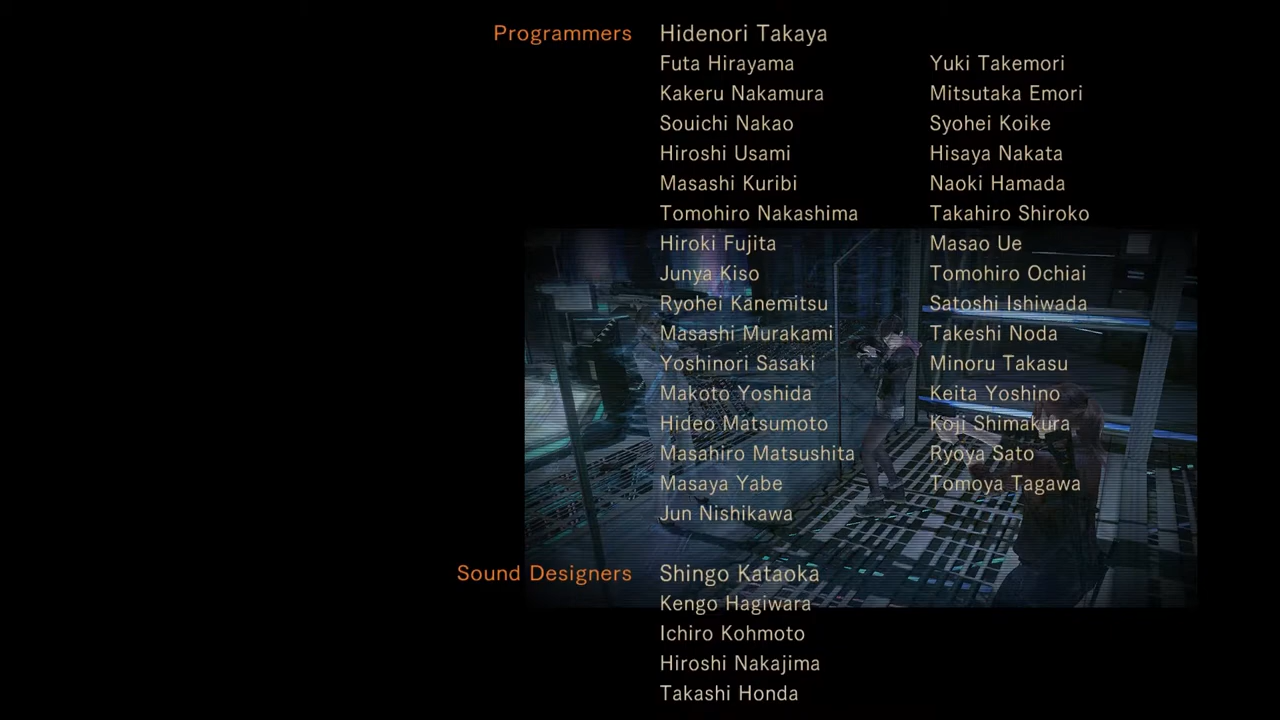 Programmers Hidenori Takaya
Futa Hirayama Yuki Takemori
Kakeru Nakamura Mitsutaka Emori
Souichi Nakao Syohei Koike
Hiroshi Usami Hisaya Nakata
Masashi Kuribi Naoki Hamada
Tomohiro Nakashima Takahiro Shiroko
Hiroki Fujita Masao Ue
Junya Kiso Tomohiro Ochiai
Ryohei Kanemitsu Satoshi Ishiwada
Masashi Murakami Takeshi Noda
Yoshinori Sasaki Minoru Takasu
Makoto Yoshida Keita Yoshino
Hideo Matsumoto Koji Shimakura
Masahiro Matsushita Ryoya Sato
Masaya Yabe Tomoya Tagawa
Jun Nishikawa
Sound Designers Shingo Kataoka
Kengo Hagiwara
Ichiro Kohmoto
Hiroshi Nakajima
Takashi Honda